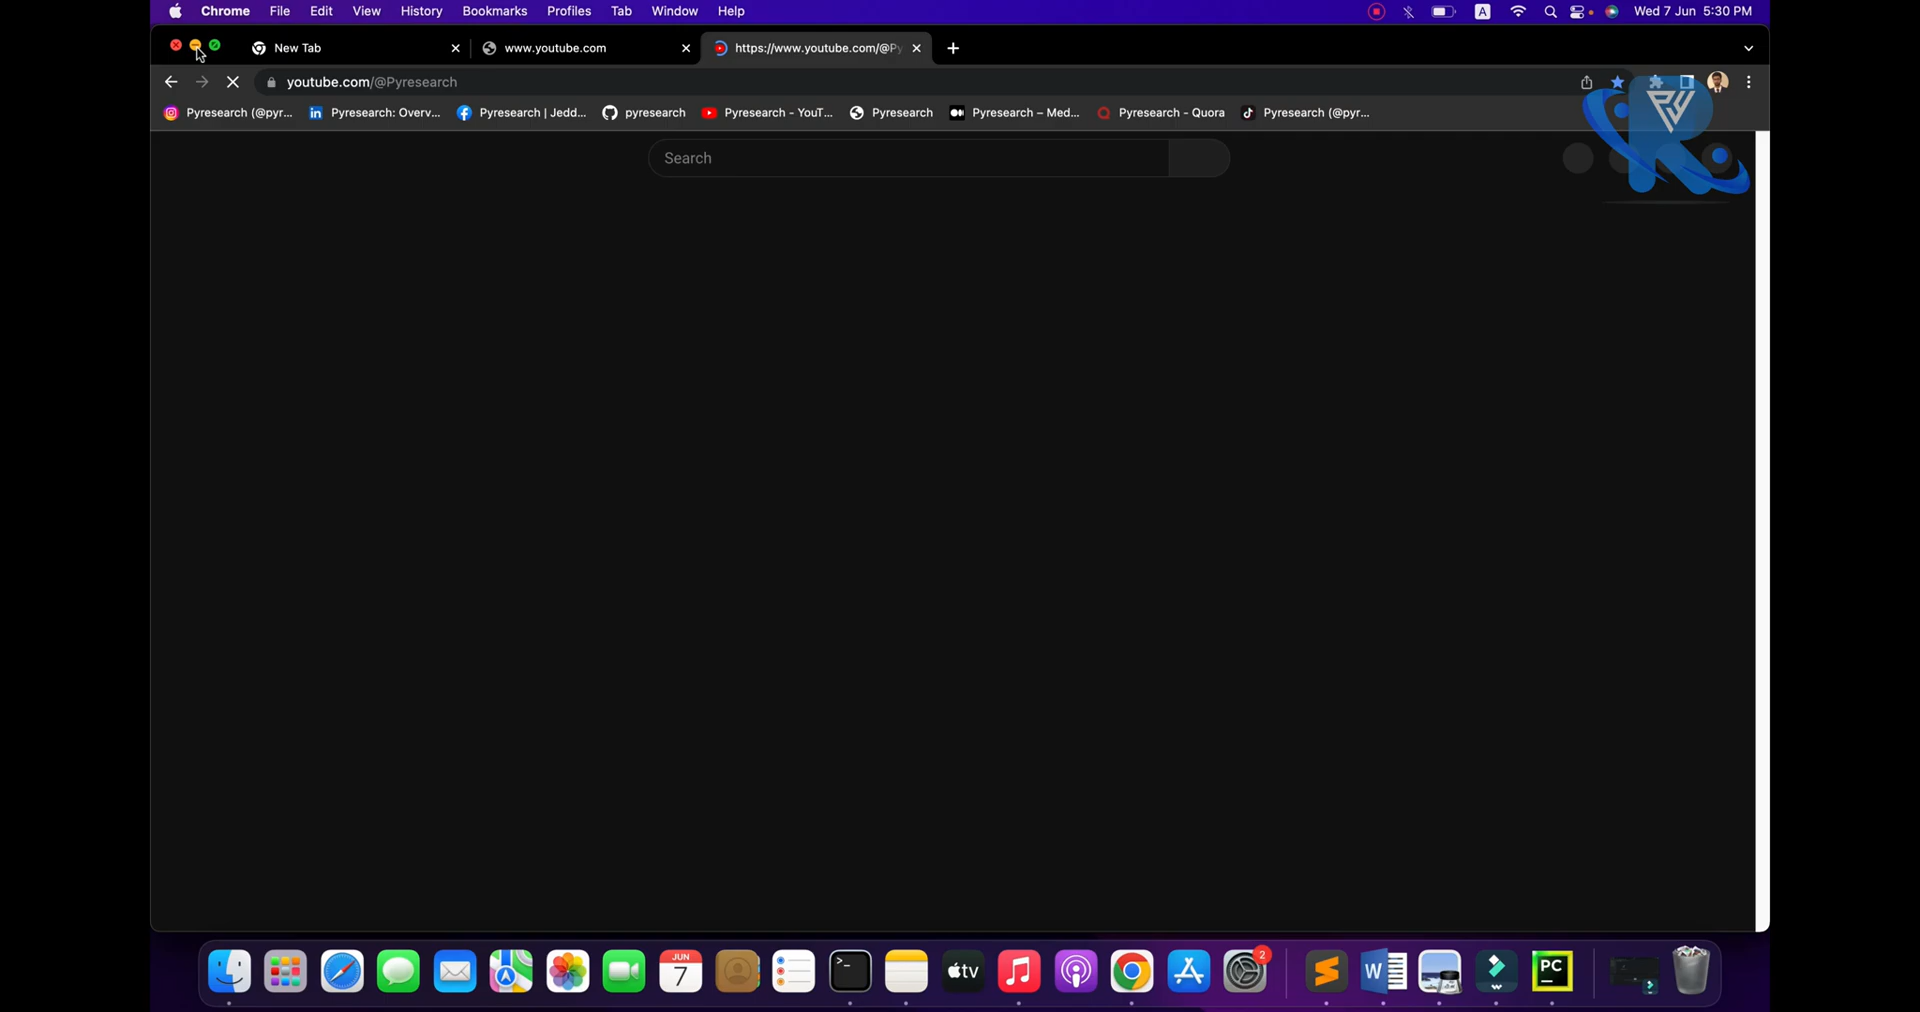 Chrome File Edit View History Bookmarks Profiles Tab Window Help A Wed 7 Jun 5:30 PM
New Tab www.youtube.com https://www.youtube.com/@Py
youtube.com/@Pyresearch
Pyresearch (@pyr... Pyresearch: Overv... Pyresearch | Jedd... pyresearch Pyresearch - YouT... Pyresearch Pyresearch – Med... Pyresearch - Quora Pyresearch (@pyr...
Search
JUN
7
tv
2
W
PC